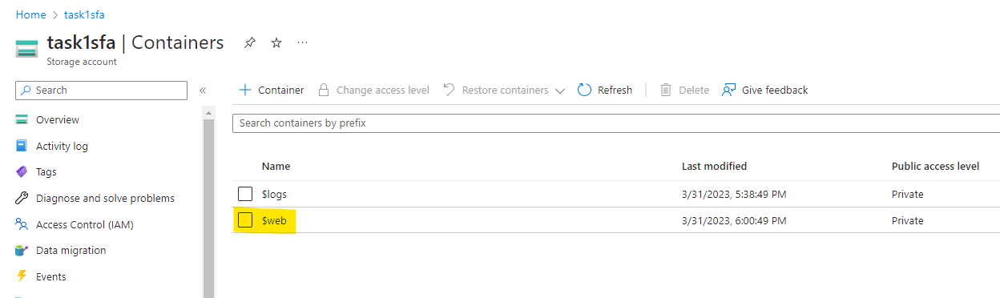 Home > task1sfa
task1sfa | Containers
Storage account
Search
«
+ Container Change access level Restore containers Refresh Delete Give feedback
Search containers by prefix
Overview
Activity log
Tags
Diagnose and solve problems
Access Control (IAM)
Data migration
Events
Name Last modified Public access level
$logs 3/31/2023, 5:38:49 PM Private
$web 3/31/2023, 6:00:49 PM Private